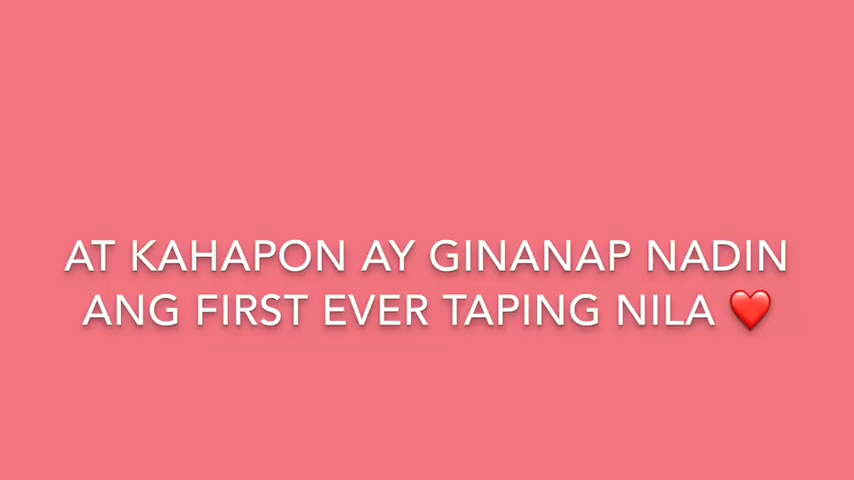 AT KAHAPON AY GINANAP NADIN
ANG FIRST EVER TAPING NILA ❤️